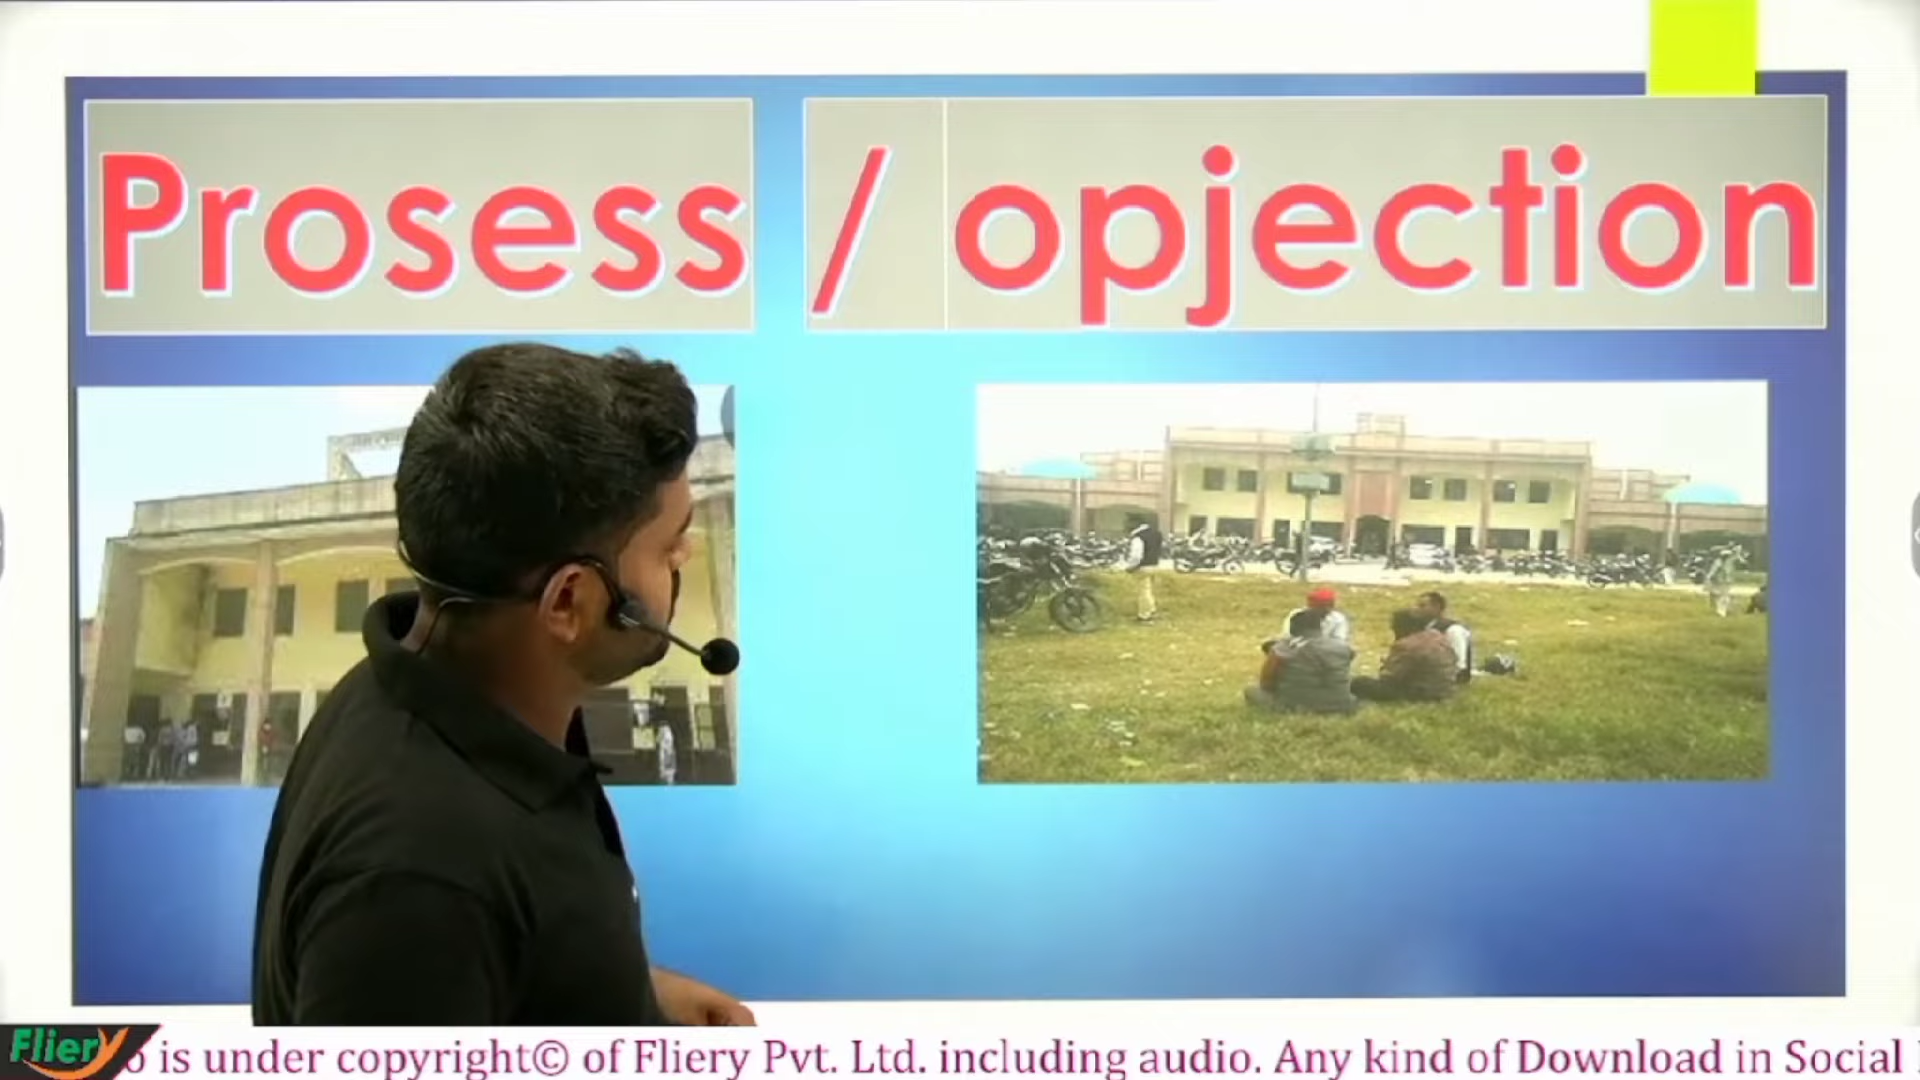 Prosess / opjection
Fliery
o is under copyright© of Fliery Pvt. Ltd. including audio. Any kind of Download in Social